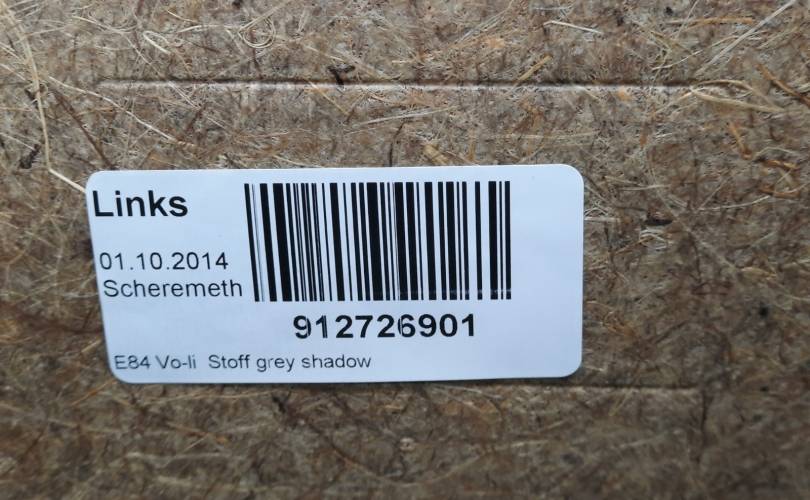 Links
01.10.2014
Scheremeth
912726901
E84 Vo-li Stoff grey shadow